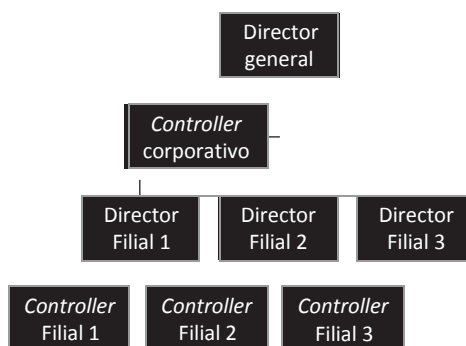 Director
general
Controller
corporativo
Director
Filial 1
Director
Filial 2
Director
Filial 3
Controller
Filial 1
Controller
Filial 2
Controller
Filial 3